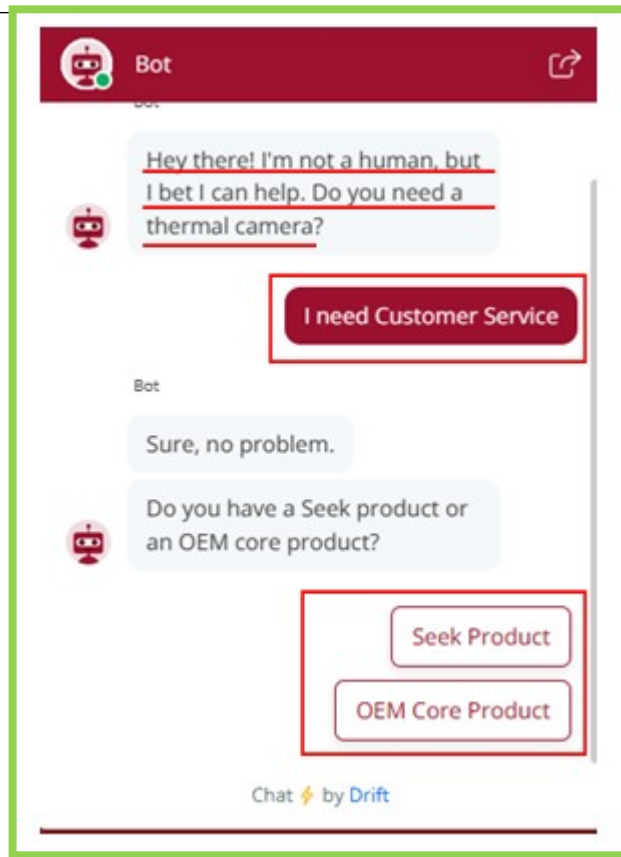 Bot
Bot
Hey there! I'm not a human, but
I bet I can help. Do you need a
thermal camera?
I need Customer Service
Bot
Sure, no problem.
Do you have a Seek product or
an OEM core product?
Seek Product
OEM Core Product
Chat ⚡ by Drift